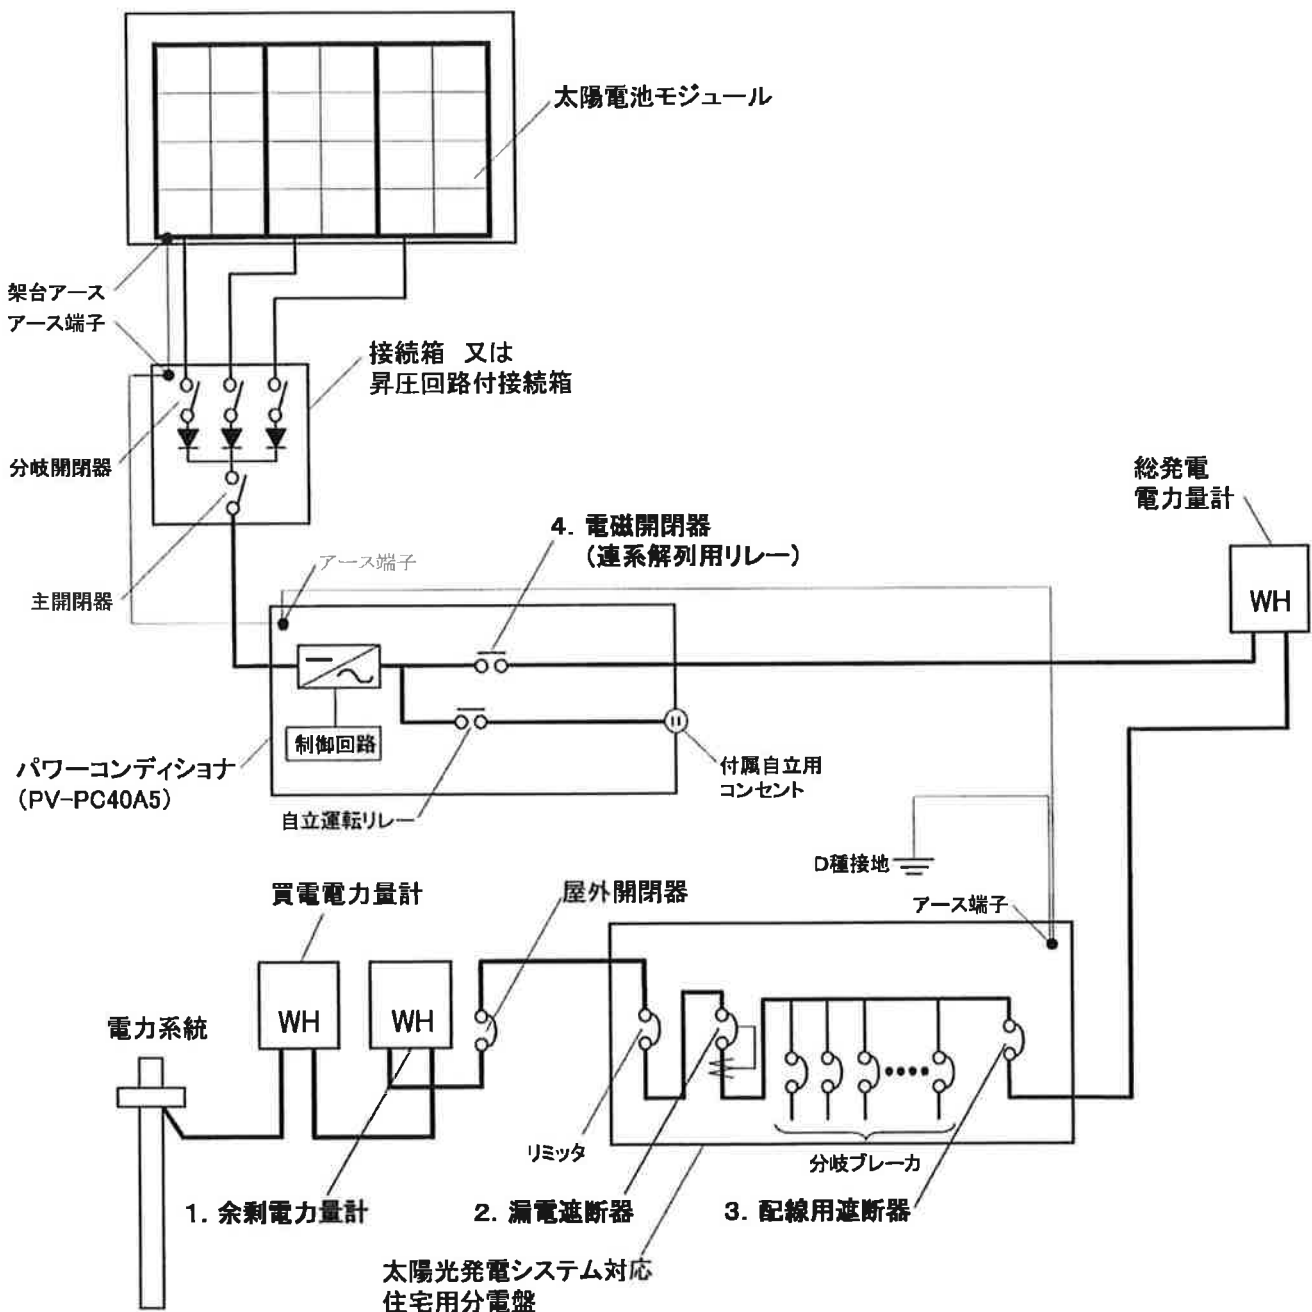 太陽電池モジュール
架台アース
アース端子
接続箱 又は
昇圧回路付接続箱
分岐開閉器
総発電
電力量計
4. 電磁開閉器
(連系解列用リレー)
アース端子
主開閉器
WH
制御回路
パワーコンディショナ
(PV-PC40A5)
付属自立用
コンセント
自立運転リレー
D種接地
買電電力量計
屋外開閉器
アース端子
WH
WH
電力系統
リミッタ
分岐ブレーカ
1. 余剰電力量計
2. 漏電遮断器
3. 配線用遮断器
太陽光発電システム対応
住宅用分電盤